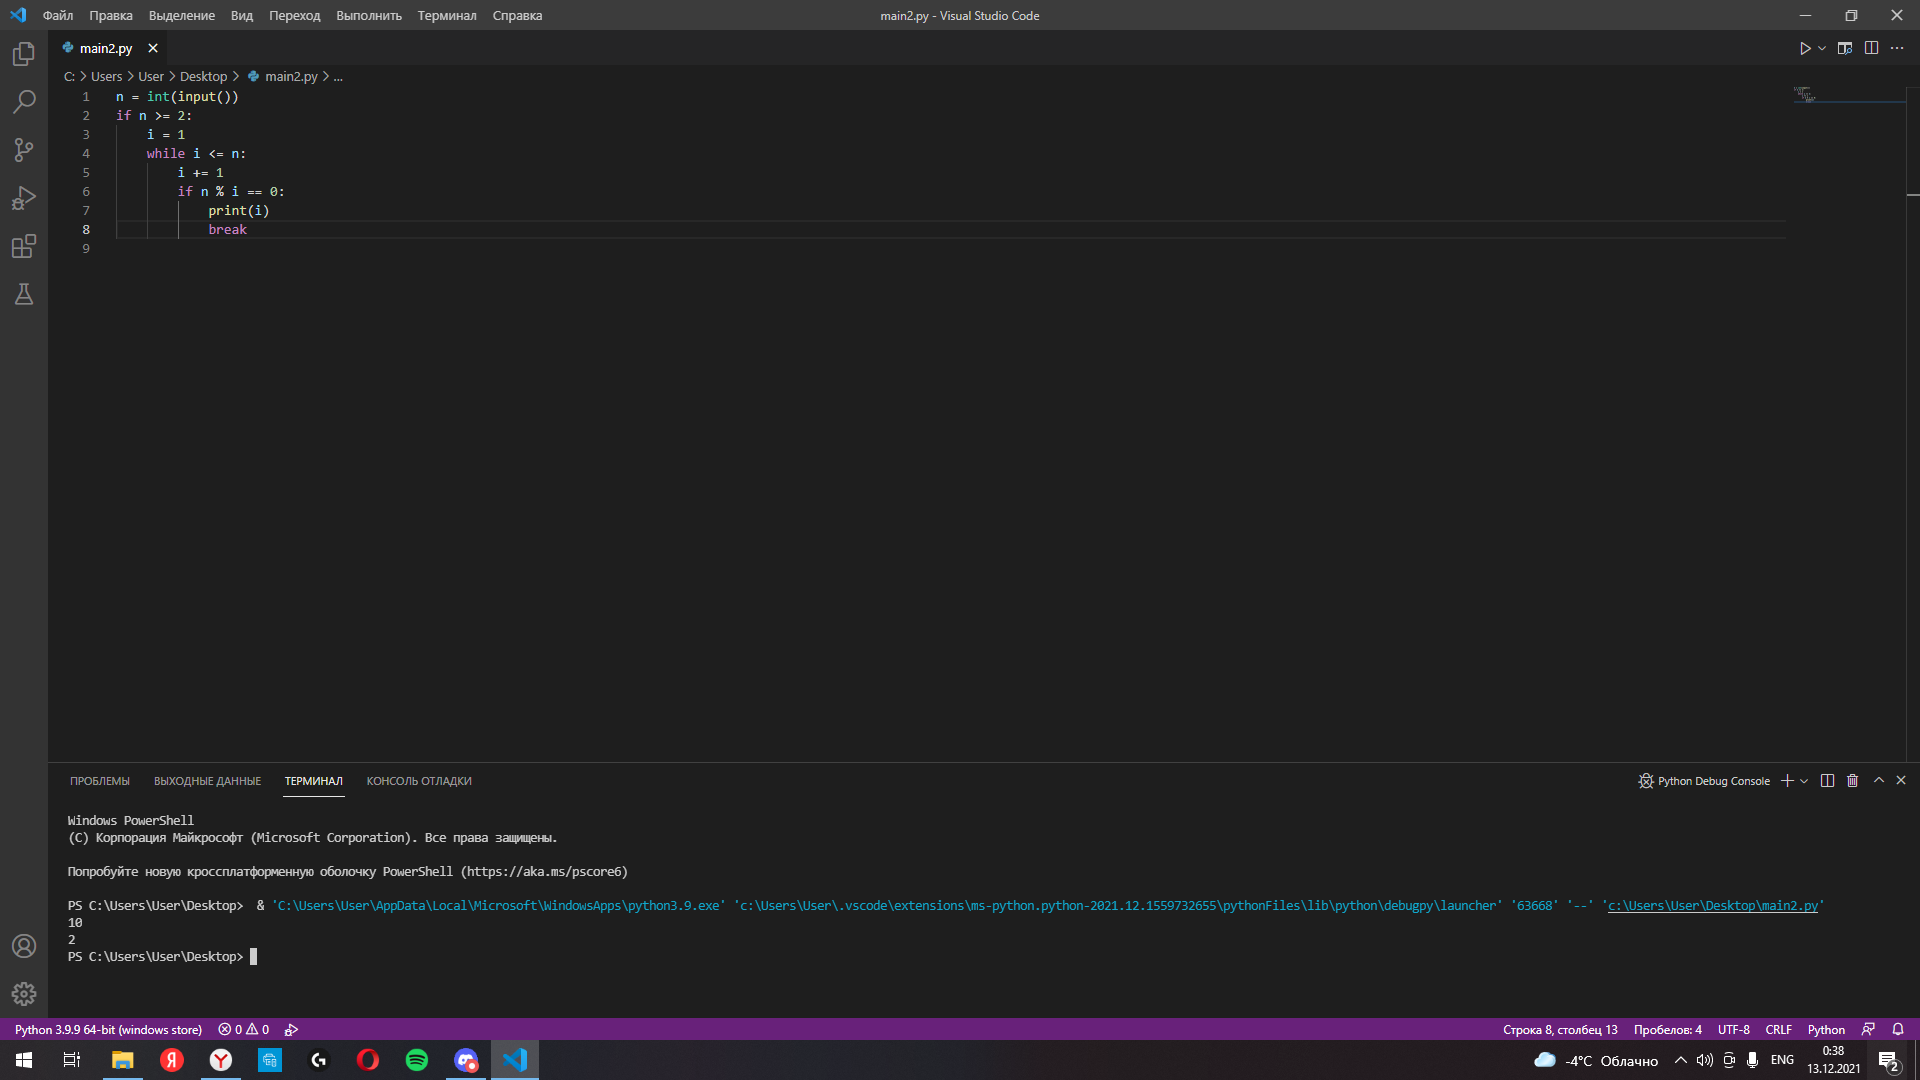 Файл Правка Выделение Вид Переход Выполнить Терминал Справка
main2.py - Visual Studio Code
main2.py
C: > Users > User > Desktop > main2.py > ...
1 n = int(input())
2 if n >= 2:
3 i = 1
4 while i <= n:
5 i += 1
6 if n % i == 0:
7 print(i)
8 break
9
ПРОБЛЕМЫ ВЫХОДНЫЕ ДАННЫЕ ТЕРМИНАЛ КОНСОЛЬ ОТЛАДКИ
Python Debug Console
Windows PowerShell
(C) Корпорация Майкрософт (Microsoft Corporation). Все права защищены.
Попробуйте новую кроссплатформенную оболочку PowerShell (https://aka.ms/pscore6)
PS C:\Users\User\Desktop>  & 'C:\Users\User\AppData\Local\Microsoft\WindowsApps\python3.9.exe' 'c:\Users\User\.vscode\extensions\ms-python.python-2021.12.1559732655\pythonFiles\lib\python\debugpy\launcher' '63668' '--' 'c:\Users\User\Desktop\main2.py'
10
2
PS C:\Users\User\Desktop>
Python 3.9.9 64-bit (windows store) 0 0
Строка 8, столбец 13 Пробелов: 4 UTF-8 CRLF Python
-4°C Облачно ENG
0:38
13.12.2021
2